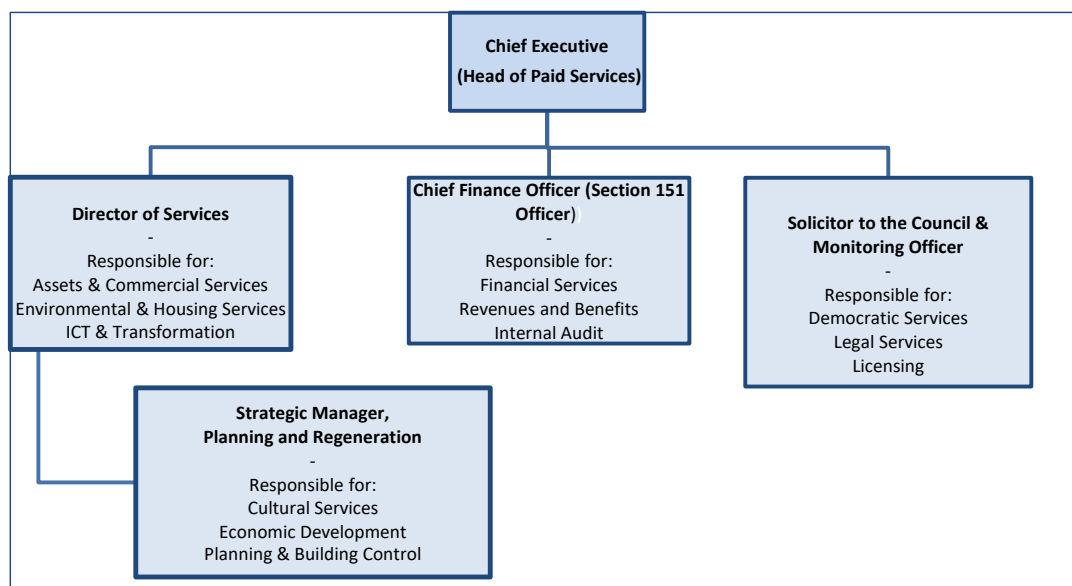 Chief Executive
(Head of Paid Services)
Director of Services
-
Responsible for:
Assets & Commercial Services
Environmental & Housing Services
ICT & Transformation
Chief Finance Officer (Section 151
Officer))
-
Responsible for:
Financial Services
Revenues and Benefits
Internal Audit
Solicitor to the Council &
Monitoring Officer
-
Responsible for:
Democratic Services
Legal Services
Licensing
Strategic Manager,
Planning and Regeneration
-
Responsible for:
Cultural Services
Economic Development
Planning & Building Control